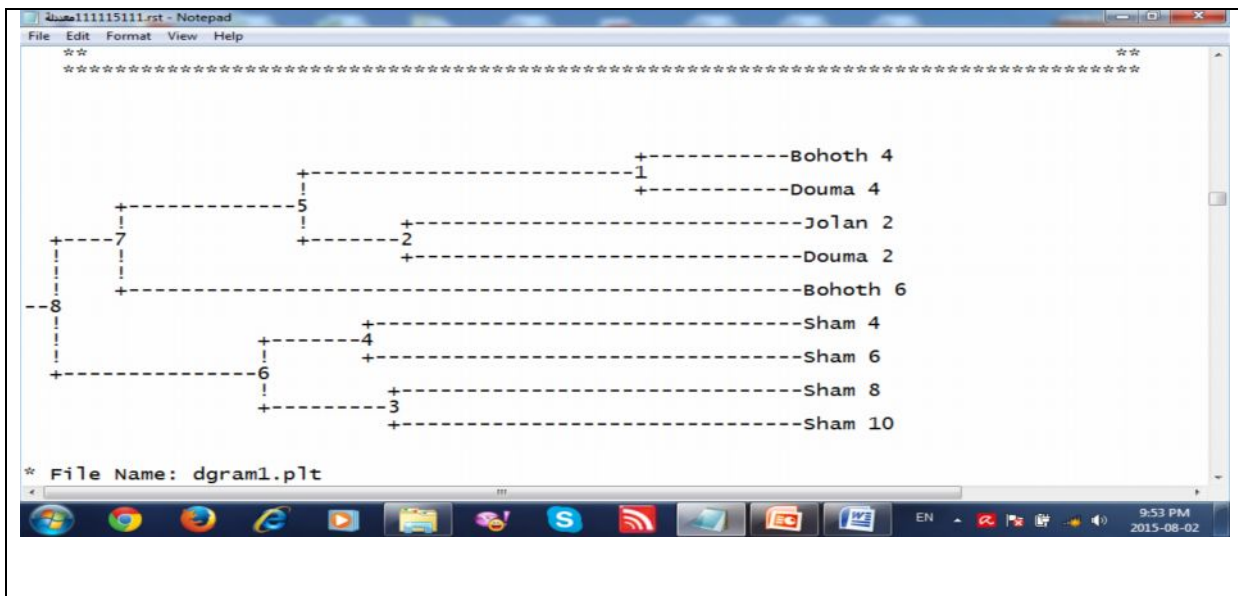 معدلة111115111.rst - Notepad
File Edit Format View Help
** **
***********************************************************************************
+-----------Bohoth 4
+-------------------------1
! +-----------Douma 4
+-------------5
! ! +------------------------------Jolan 2
+----7 +-------2
! ! +------------------------------Douma 2
! !
! +----------------------------------------------------Bohoth 6
--8
! +---------------------------------Sham 4
! +-------4
! ! +---------------------------------Sham 6
+---------------6
! +-------------------------------Sham 8
+---------3
+-------------------------------Sham 10
* File Name: dgram1.plt
EN 9:53 PM
2015-08-02